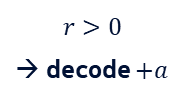 r > 0
→ decode +a